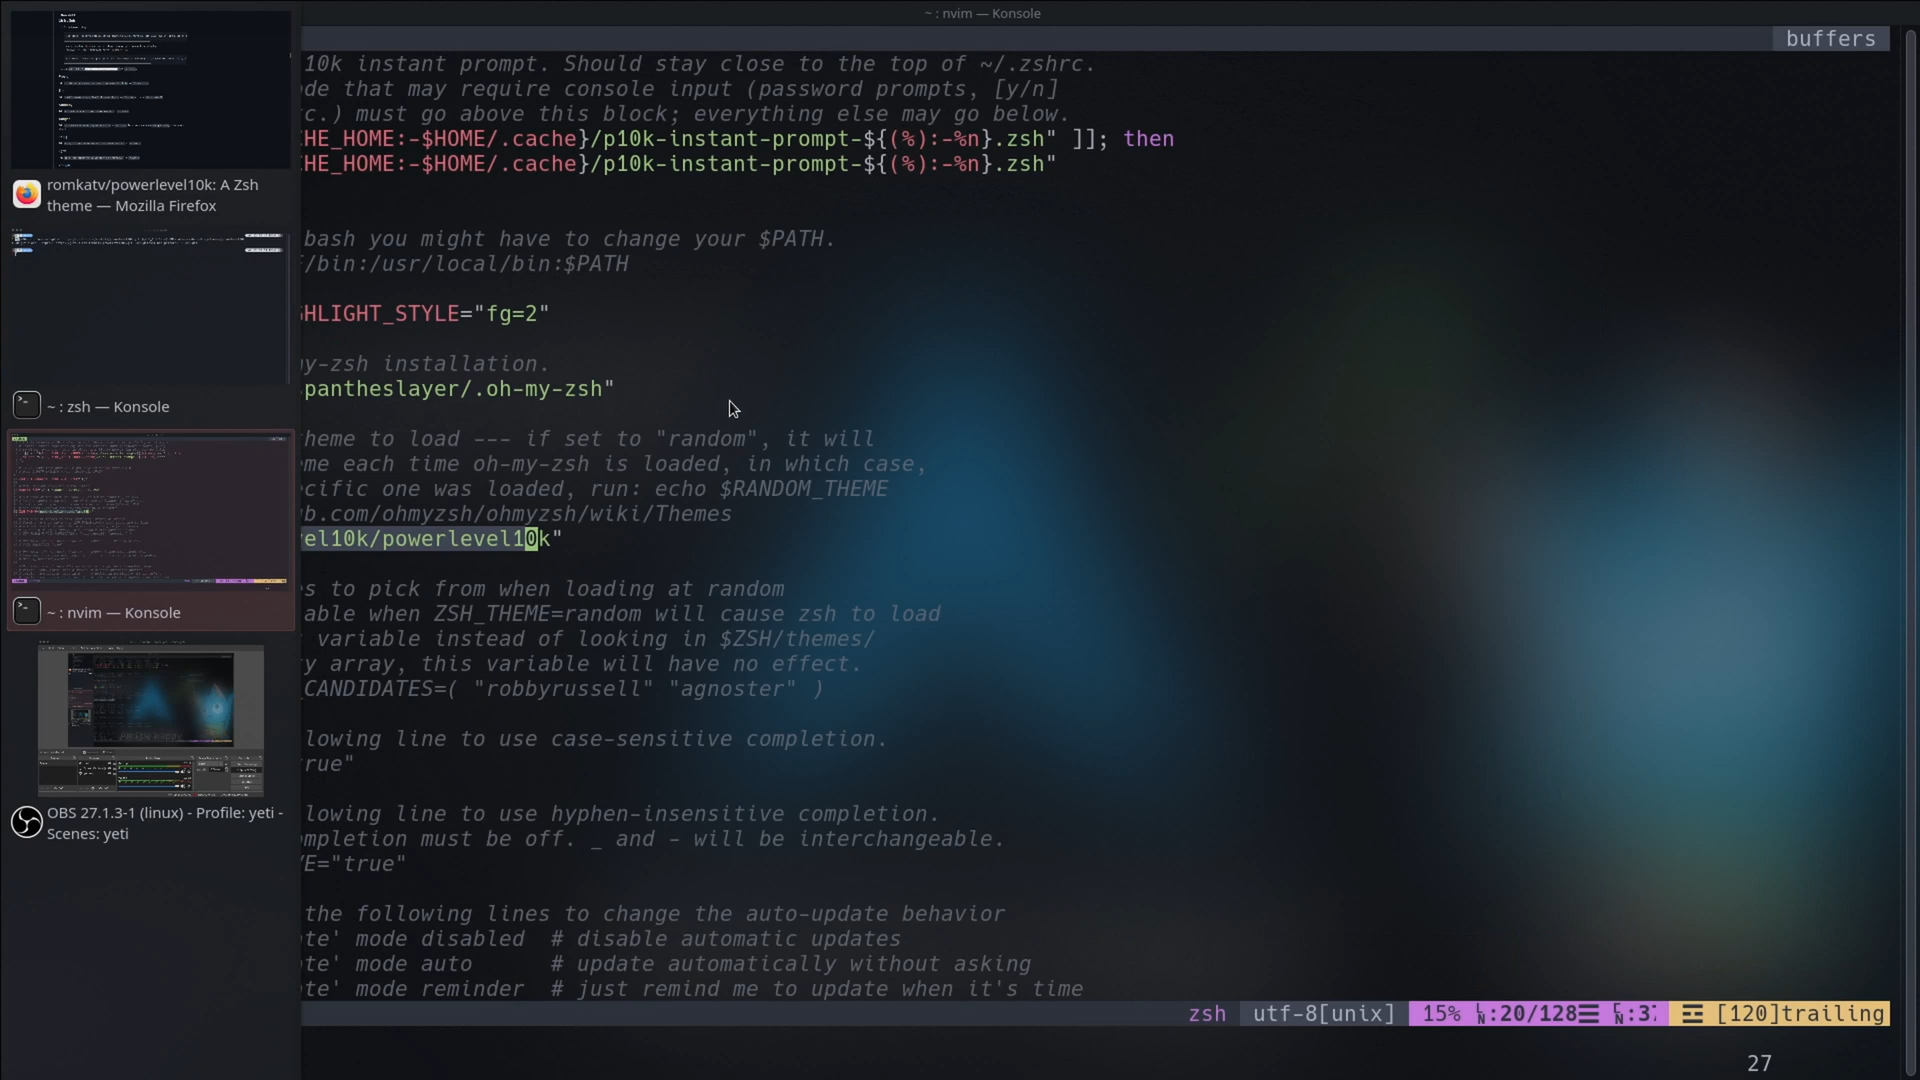 ~ : nvim — Konsole
buffers
10k instant prompt. Should stay close to the top of ~/.zshrc.
de that may require console input (password prompts, [y/n]
c.) must go above this block; everything else may go below.
CHE_HOME:-$HOME/.cache}/p10k-instant-prompt-${(%):-%n}.zsh" ]]; then
CHE_HOME:-$HOME/.cache}/p10k-instant-prompt-${(%):-%n}.zsh"
bash you might have to change your $PATH.
/bin:/usr/local/bin:$PATH
GHLIGHT_STYLE="fg=2"
my-zsh installation.
pantheslayer/.oh-my-zsh"
heme to load --- if set to "random", it will
me each time oh-my-zsh is loaded, in which case,
cific one was loaded, run: echo $RANDOM_THEME
ub.com/ohmyzsh/ohmyzsh/wiki/Themes
el10k/powerlevel10k"
es to pick from when loading at random
able when ZSH_THEME=random will cause zsh to load
variable instead of looking in $ZSH/themes/
y array, this variable will have no effect.
CANDIDATES=( "robbyrussell" "agnoster" )
lowing line to use case-sensitive completion.
rue"
lowing line to use hyphen-insensitive completion.
ompletion must be off. _ and - will be interchangeable.
VE="true"
the following lines to change the auto-update behavior
te' mode disabled  # disable automatic updates
te' mode auto      # update automatically without asking
te' mode reminder  # just remind me to update when it's time
zsh utf-8[unix] 15% :20/128☰ :37 ☲ [120]trailing
27
romkatv/powerlevel10k: A Zsh
theme — Mozilla Firefox
~ : zsh — Konsole
~ : nvim — Konsole
OBS 27.1.3-1 (linux) - Profile: yeti -
Scenes: yeti